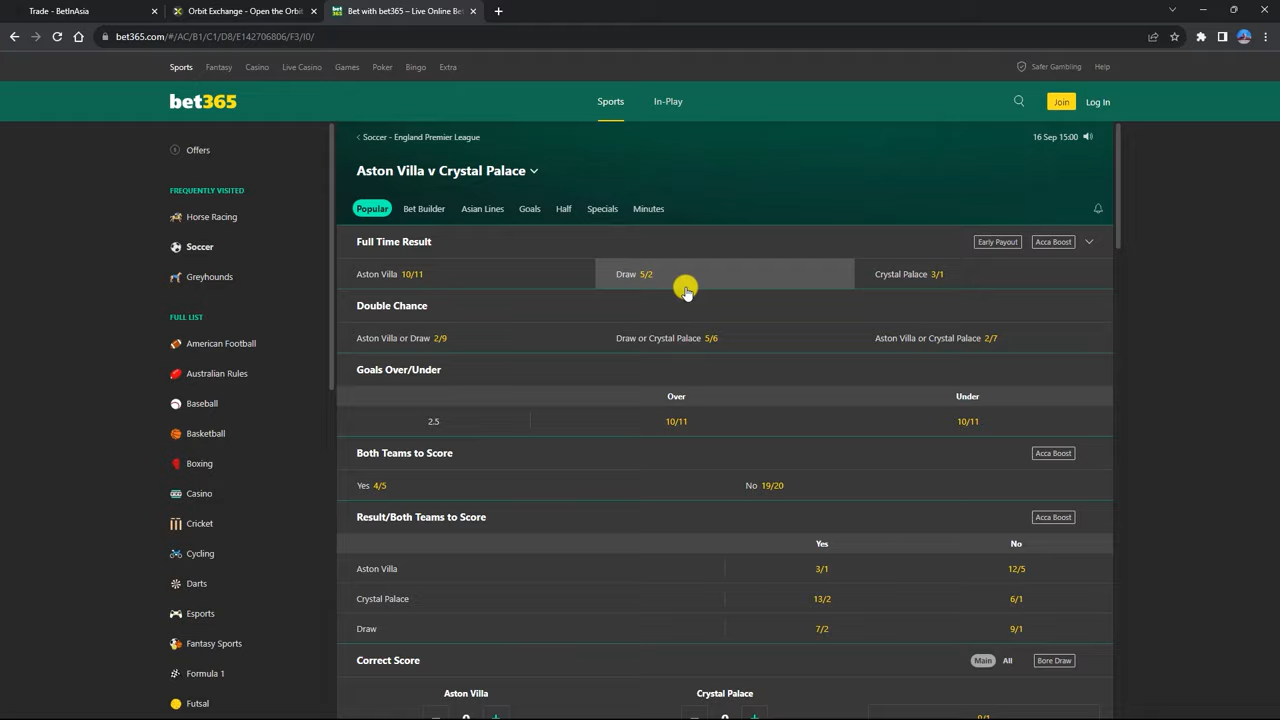 Trade - BetInAsia
Orbit Exchange - Open the Orbit
Bet with bet365 – Live Online Bet
bet365.com/#/AC/B1/C1/D8/E142706806/F3/I0/
Sports Fantasy Casino Live Casino Games Poker Bingo Extra Safer Gambling Help
bet365 Sports In-Play Join Log In
Offers
FREQUENTLY VISITED
Horse Racing
Soccer
Greyhounds
FULL LIST
American Football
Australian Rules
Baseball
Basketball
Boxing
Casino
Cricket
Cycling
Darts
Esports
Fantasy Sports
Formula 1
Futsal
Soccer - England Premier League 16 Sep 15:00
Aston Villa v Crystal Palace
Popular Bet Builder Asian Lines Goals Half Specials Minutes
Full Time Result Early Payout Acca Boost
Aston Villa 10/11 Draw 5/2 Crystal Palace 3/1
Double Chance
Aston Villa or Draw 2/9 Draw or Crystal Palace 5/6 Aston Villa or Crystal Palace 2/7
Goals Over/Under
Over Under
2.5 10/11 10/11
Both Teams to Score Acca Boost
Yes 4/5 No 19/20
Result/Both Teams to Score Acca Boost
Yes No
Aston Villa 3/1 12/5
Crystal Palace 13/2 6/1
Draw 7/2 9/1
Correct Score Main All Bore Draw
Aston Villa Crystal Palace